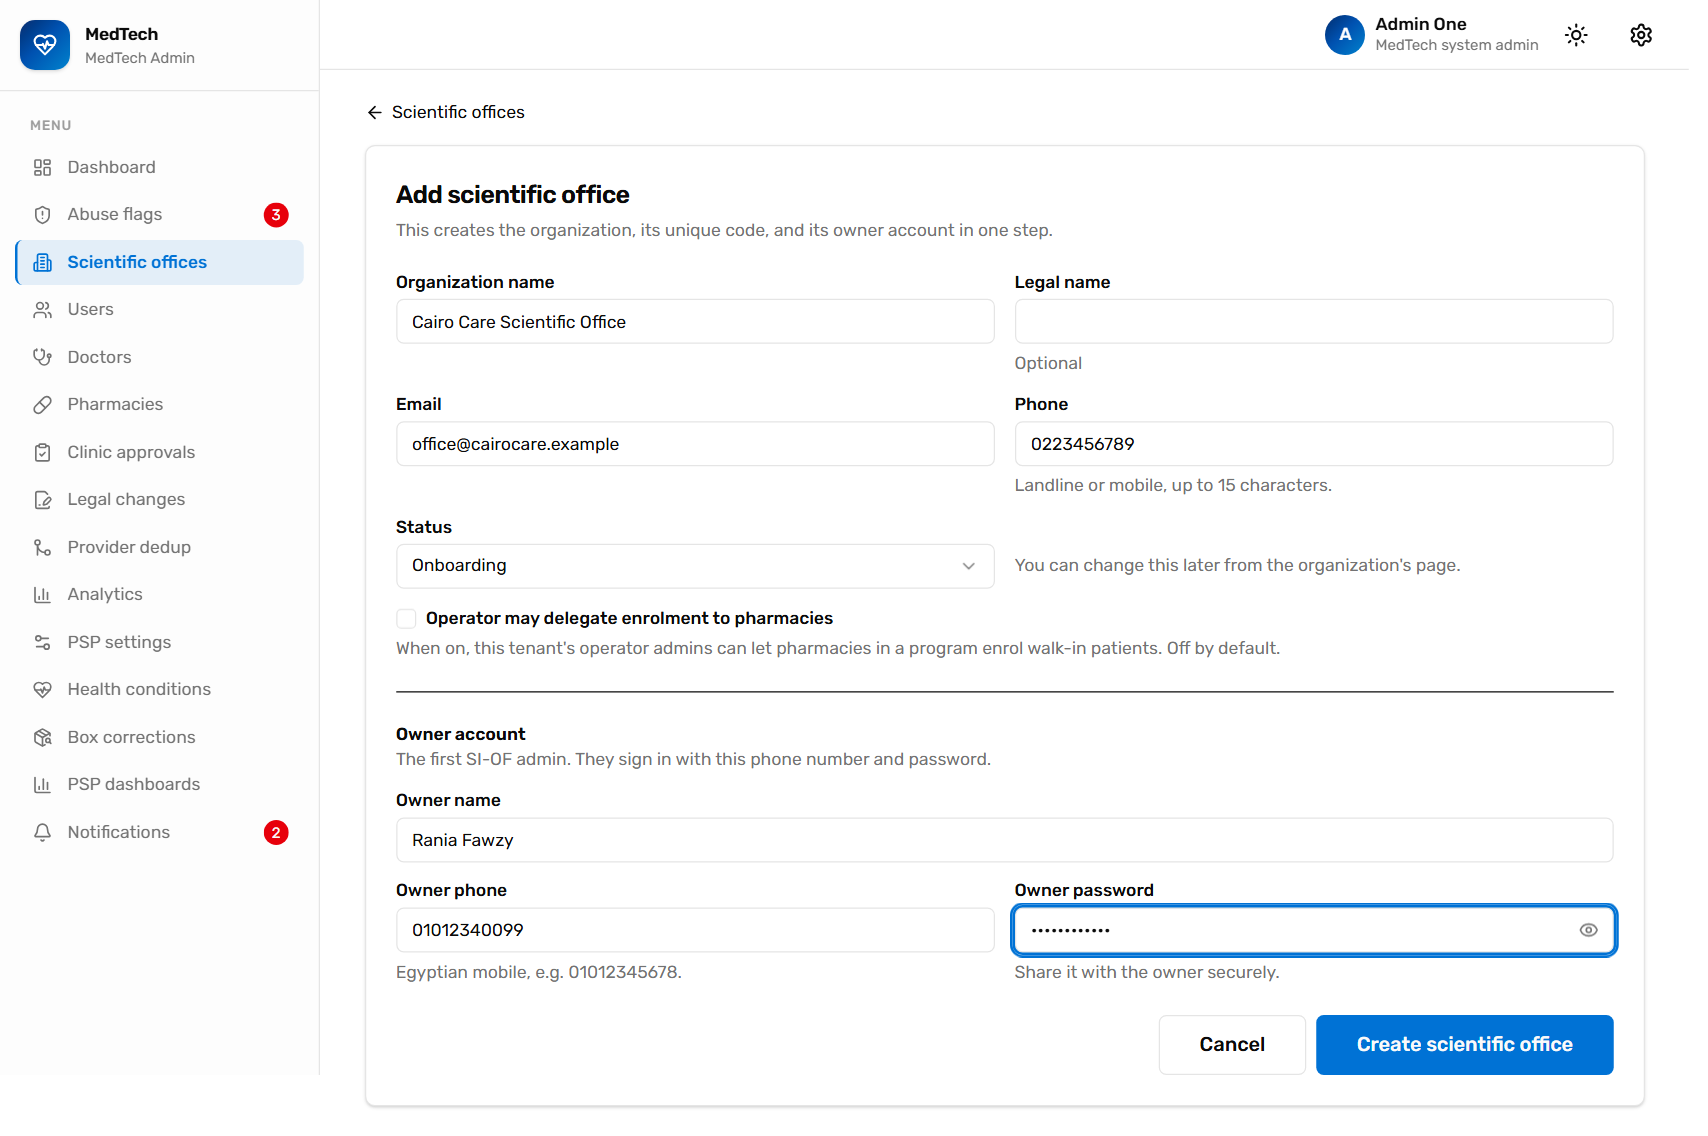 MedTech
MedTech Admin
A
Admin One
MedTech system admin
MENU
Dashboard
Abuse flags 3
Scientific offices
Users
Doctors
Pharmacies
Clinic approvals
Legal changes
Provider dedup
Analytics
PSP settings
Health conditions
Box corrections
PSP dashboards
Notifications 2
Scientific offices
Add scientific office
This creates the organization, its unique code, and its owner account in one step.
Organization name
Cairo Care Scientific Office
Legal name
Optional
Email
office@cairocare.example
Phone
0223456789
Landline or mobile, up to 15 characters.
Status
Onboarding
You can change this later from the organization's page.
Operator may delegate enrolment to pharmacies
When on, this tenant's operator admins can let pharmacies in a program enrol walk-in patients. Off by default.
Owner account
The first SI-OF admin. They sign in with this phone number and password.
Owner name
Rania Fawzy
Owner phone
01012340099
Egyptian mobile, e.g. 01012345678.
Owner password
••••••••••••
Share it with the owner securely.
Cancel
Create scientific office